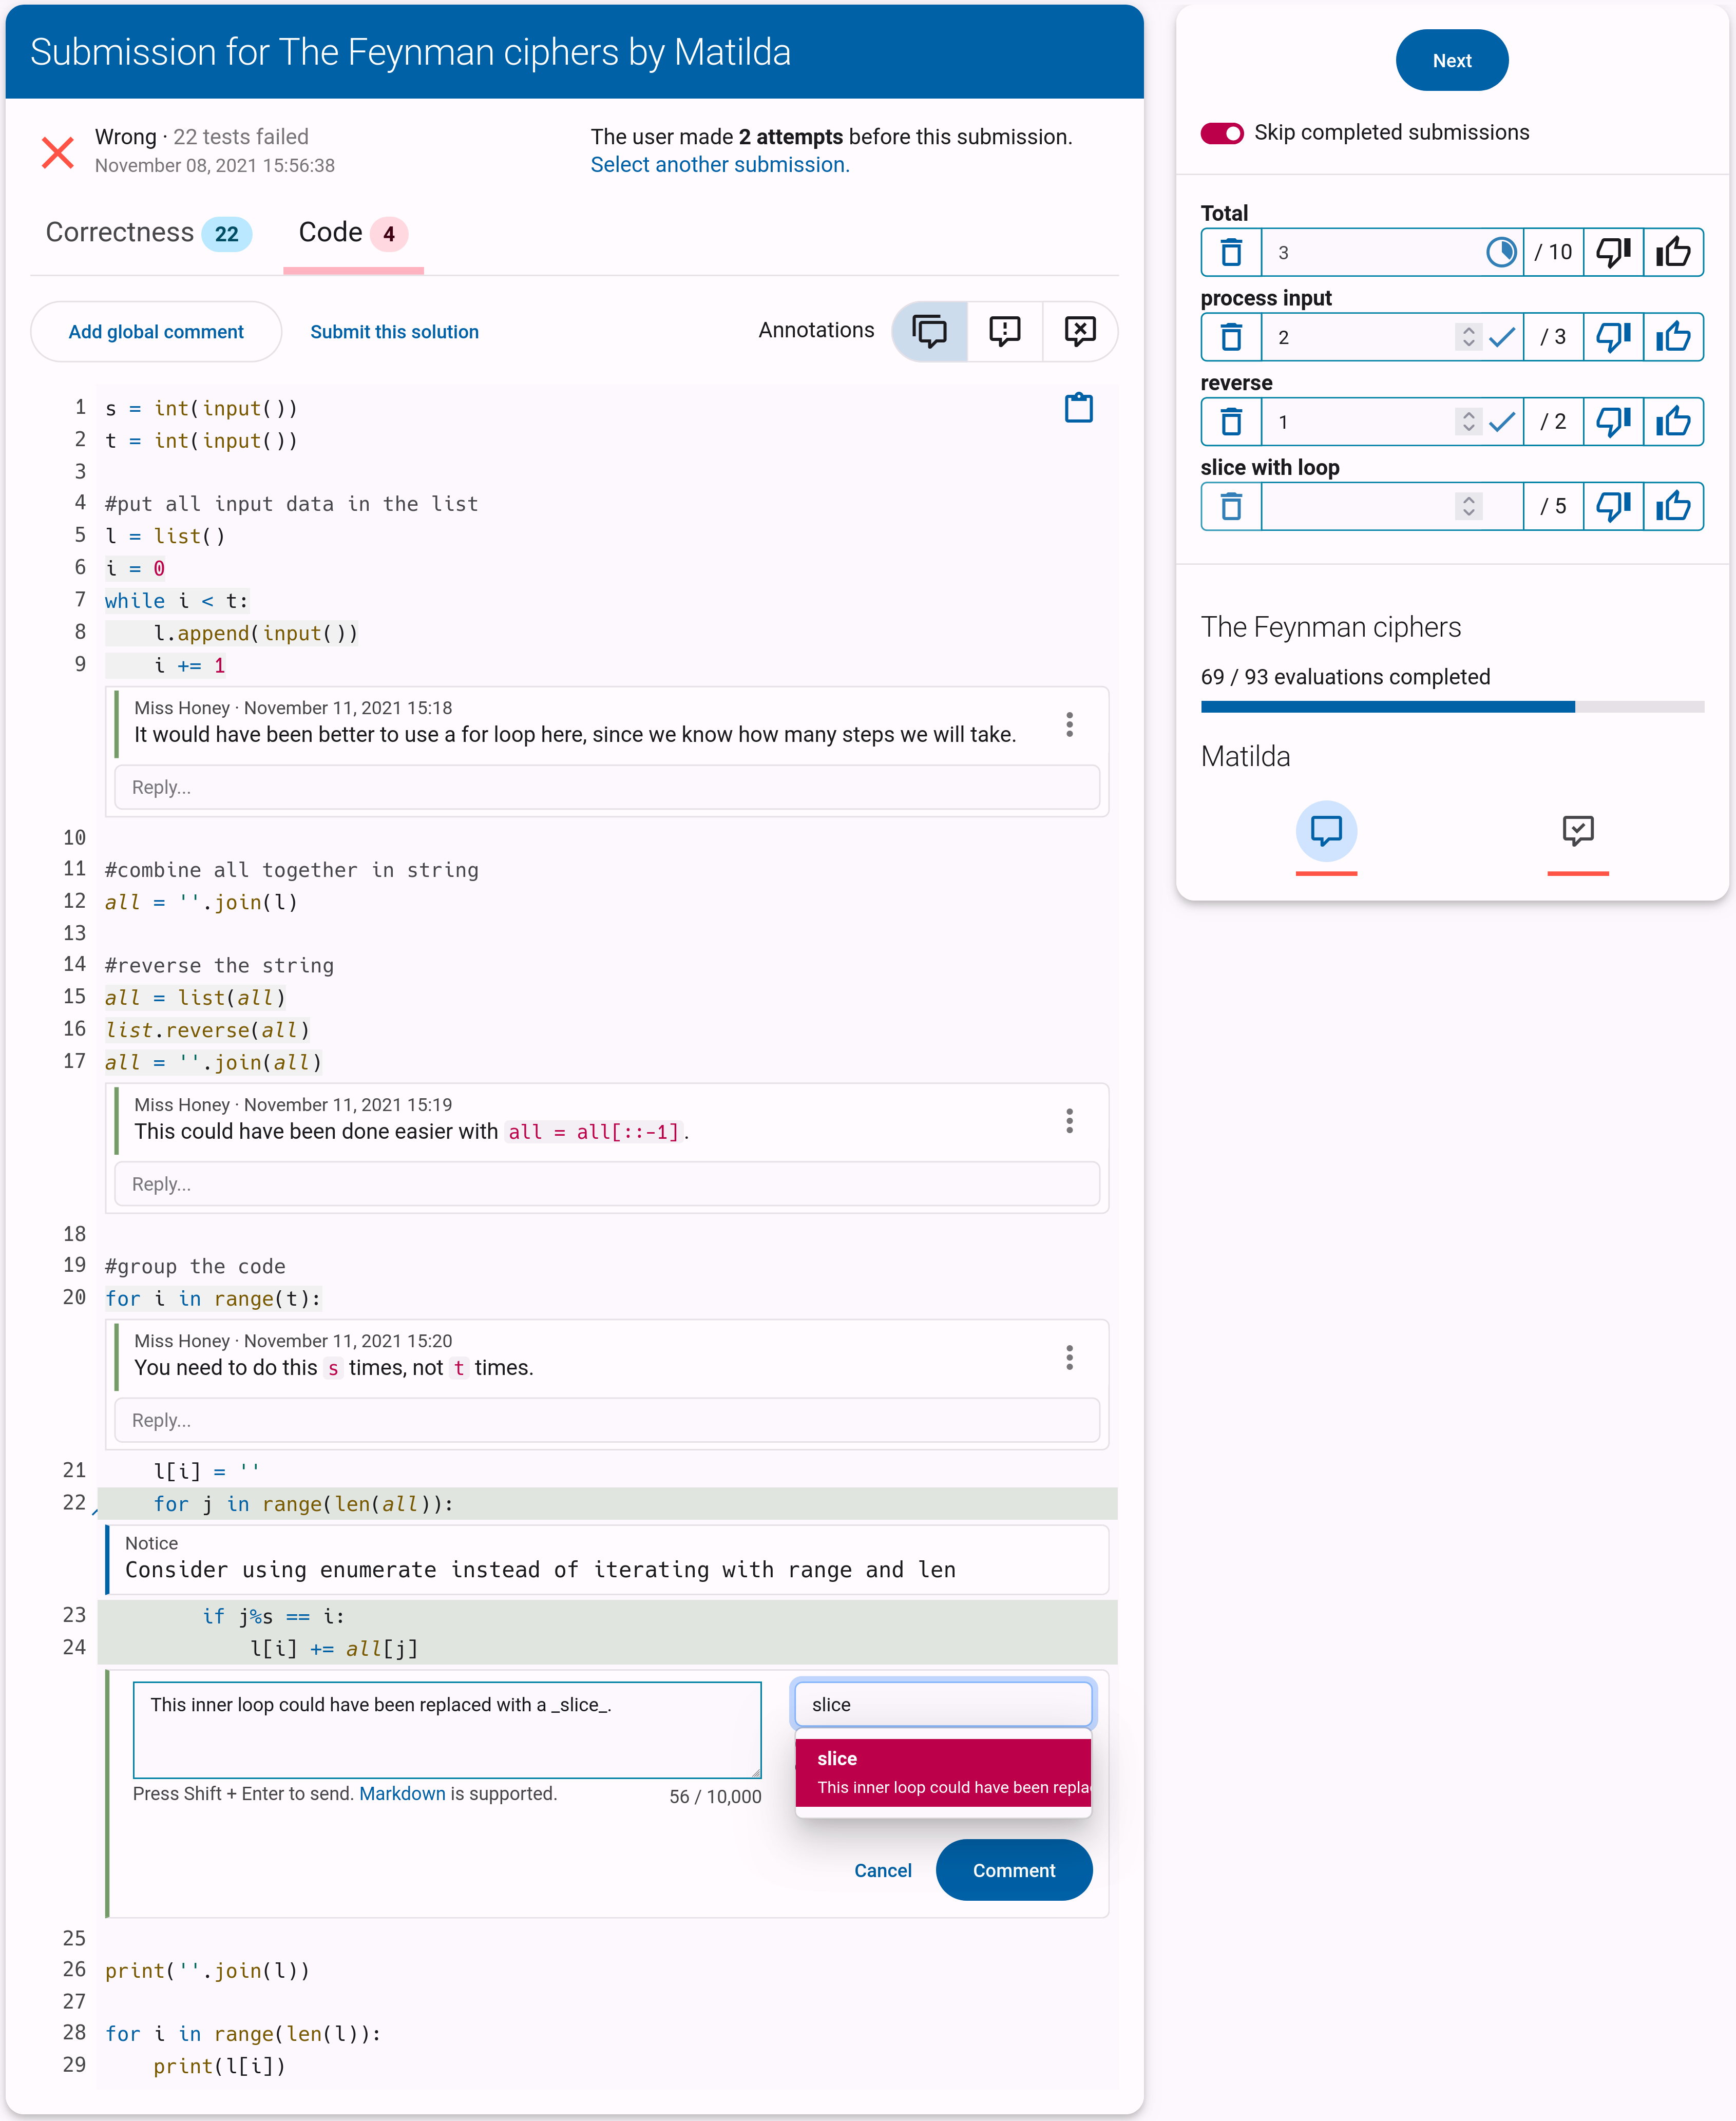 Submission for The Feynman ciphers by Matilda
Wrong · 22 tests failed
November 08, 2021 15:56:38
The user made 2 attempts before this submission.
Select another submission.
Correctness 22
Code 4
Add global comment
Submit this solution
Annotations
1 s = int(input())
2 t = int(input())
3
4 #put all input data in the list
5 l = list()
6 i = 0
7 while i < t:
8     l.append(input())
9     i += 1
Miss Honey · November 11, 2021 15:18
It would have been better to use a for loop here, since we know how many steps we will take.
Reply...
10
11 #combine all together in string
12 all = ''.join(l)
13
14 #reverse the string
15 all = list(all)
16 list.reverse(all)
17 all = ''.join(all)
Miss Honey · November 11, 2021 15:19
This could have been done easier with all = all[::-1].
Reply...
18
19 #group the code
20 for i in range(t):
Miss Honey · November 11, 2021 15:20
You need to do this s times, not t times.
Reply...
21     l[i] = ''
22     for j in range(len(all)):
Notice
Consider using enumerate instead of iterating with range and len
23         if j%s == i:
24             l[i] += all[j]
This inner loop could have been replaced with a _slice_.
Press Shift + Enter to send. Markdown is supported.
56 / 10,000
slice
slice
This inner loop could have been repla
Cancel
Comment
25
26 print(''.join(l))
27
28 for i in range(len(l)):
29     print(l[i])
Next
Skip completed submissions
Total
3 / 10
process input
2 / 3
reverse
1 / 2
slice with loop
/ 5
The Feynman ciphers
69 / 93 evaluations completed
Matilda